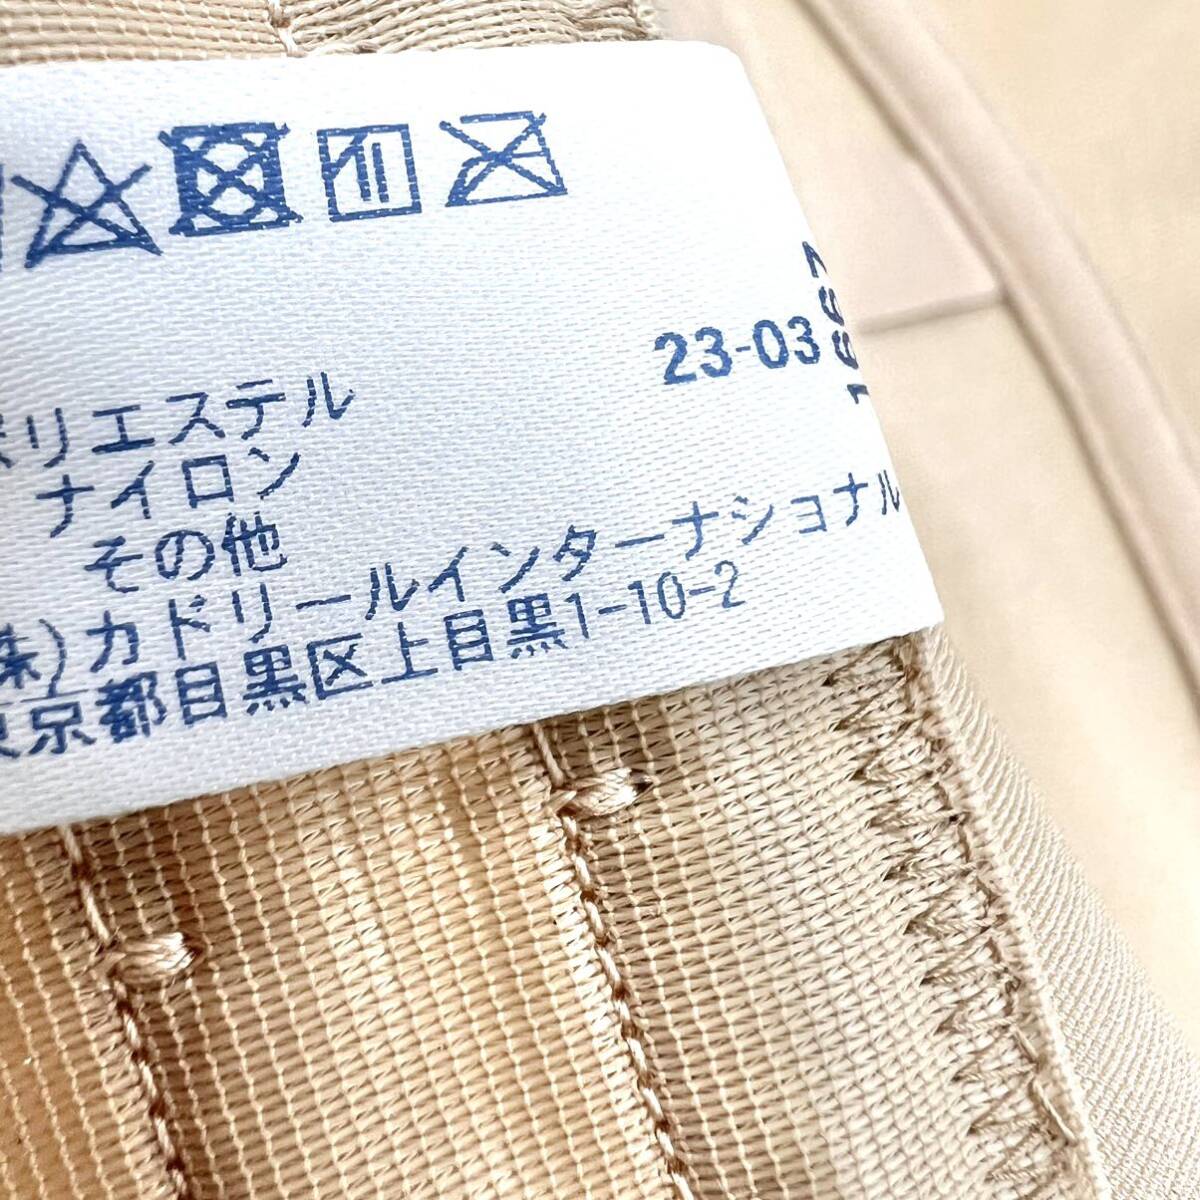 23-03
ポリエステル
ナイロン
その他
株)カドリールインターナショナル
東京都目黒区上目黒1-10-2